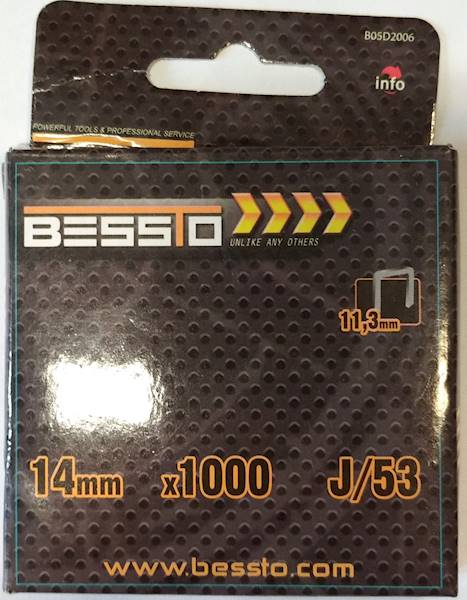 B05D2006
info
POWERFUL TOOLS & PROFESSIONAL SERVICE
BESSTO
UNLIKE ANY OTHERS
11,3mm
14mm x1000 J/53
www.bessto.com